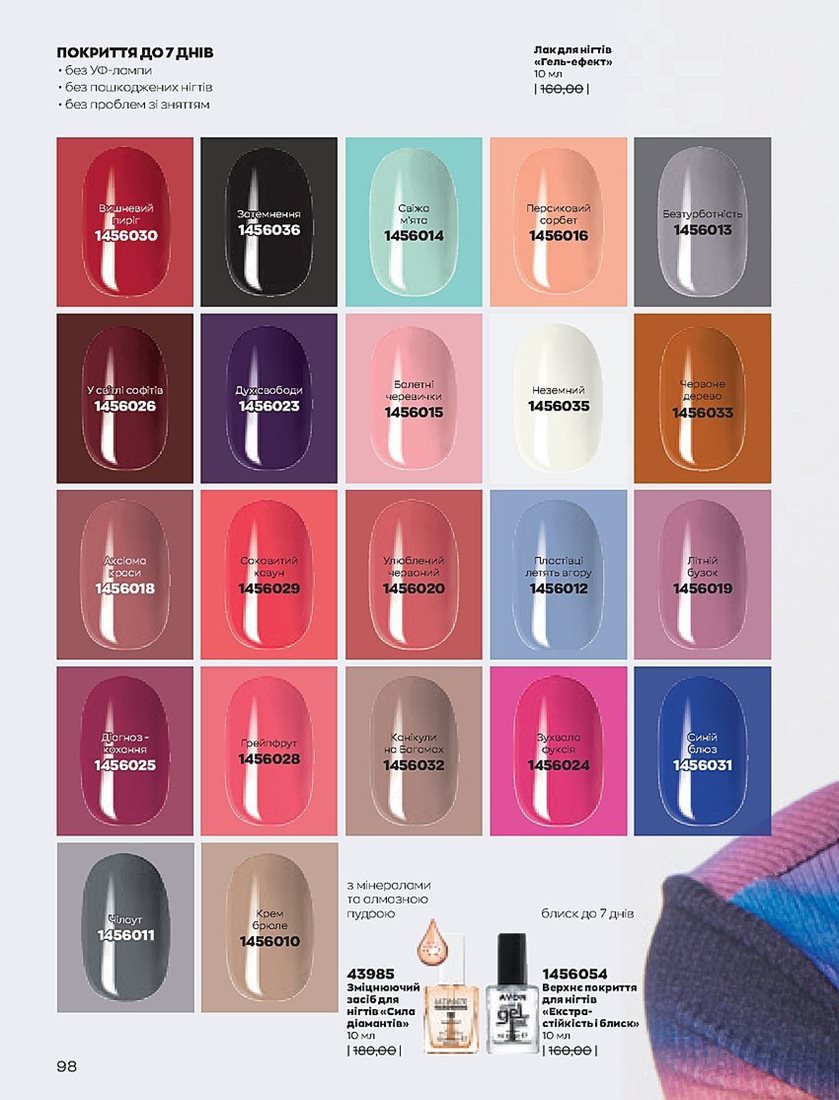 ПОКРИТТЯ ДО 7 ДНІВ
• без УФ-лампи
• без пошкоджених нігтів
• без проблем зі зняттям
Лак для нігтів
«Гель-ефект»
10 мл
| 160,00 |
Вишневий
пиріг
1456030
Затемнення
1456036
Свіжа
м'ята
1456014
Персиковий
сорбет
1456016
Безтурботність
1456013
У світлі софітів
1456026
Дух свободи
1456023
Балетні
черевички
1456015
Неземний
1456035
Червоне
дерево
1456033
Аксіома
краси
1456018
Соковитий
кавун
1456029
Улюблений
червоний
1456020
Пластівці
летять вгору
1456012
Літній
бузок
1456019
Діагноз -
кохання
1456025
Грейпфрут
1456028
Канікули
на Багамах
1456032
Зухвала
фуксія
1456024
Синій
блюз
1456031
Чілаут
1456011
Крем
брюле
1456010
з мінералами
та алмазною
пудрою
43985
Зміцнюючий
засіб для
нігтів «Сила
діамантів»
10 мл
| 180,00 |
AVON
gel
блиск до 7 днів
1456054
Верхнє покриття
для нігтів
«Екстра-
стійкість і блиск»
10 мл
| 160,00 |
98